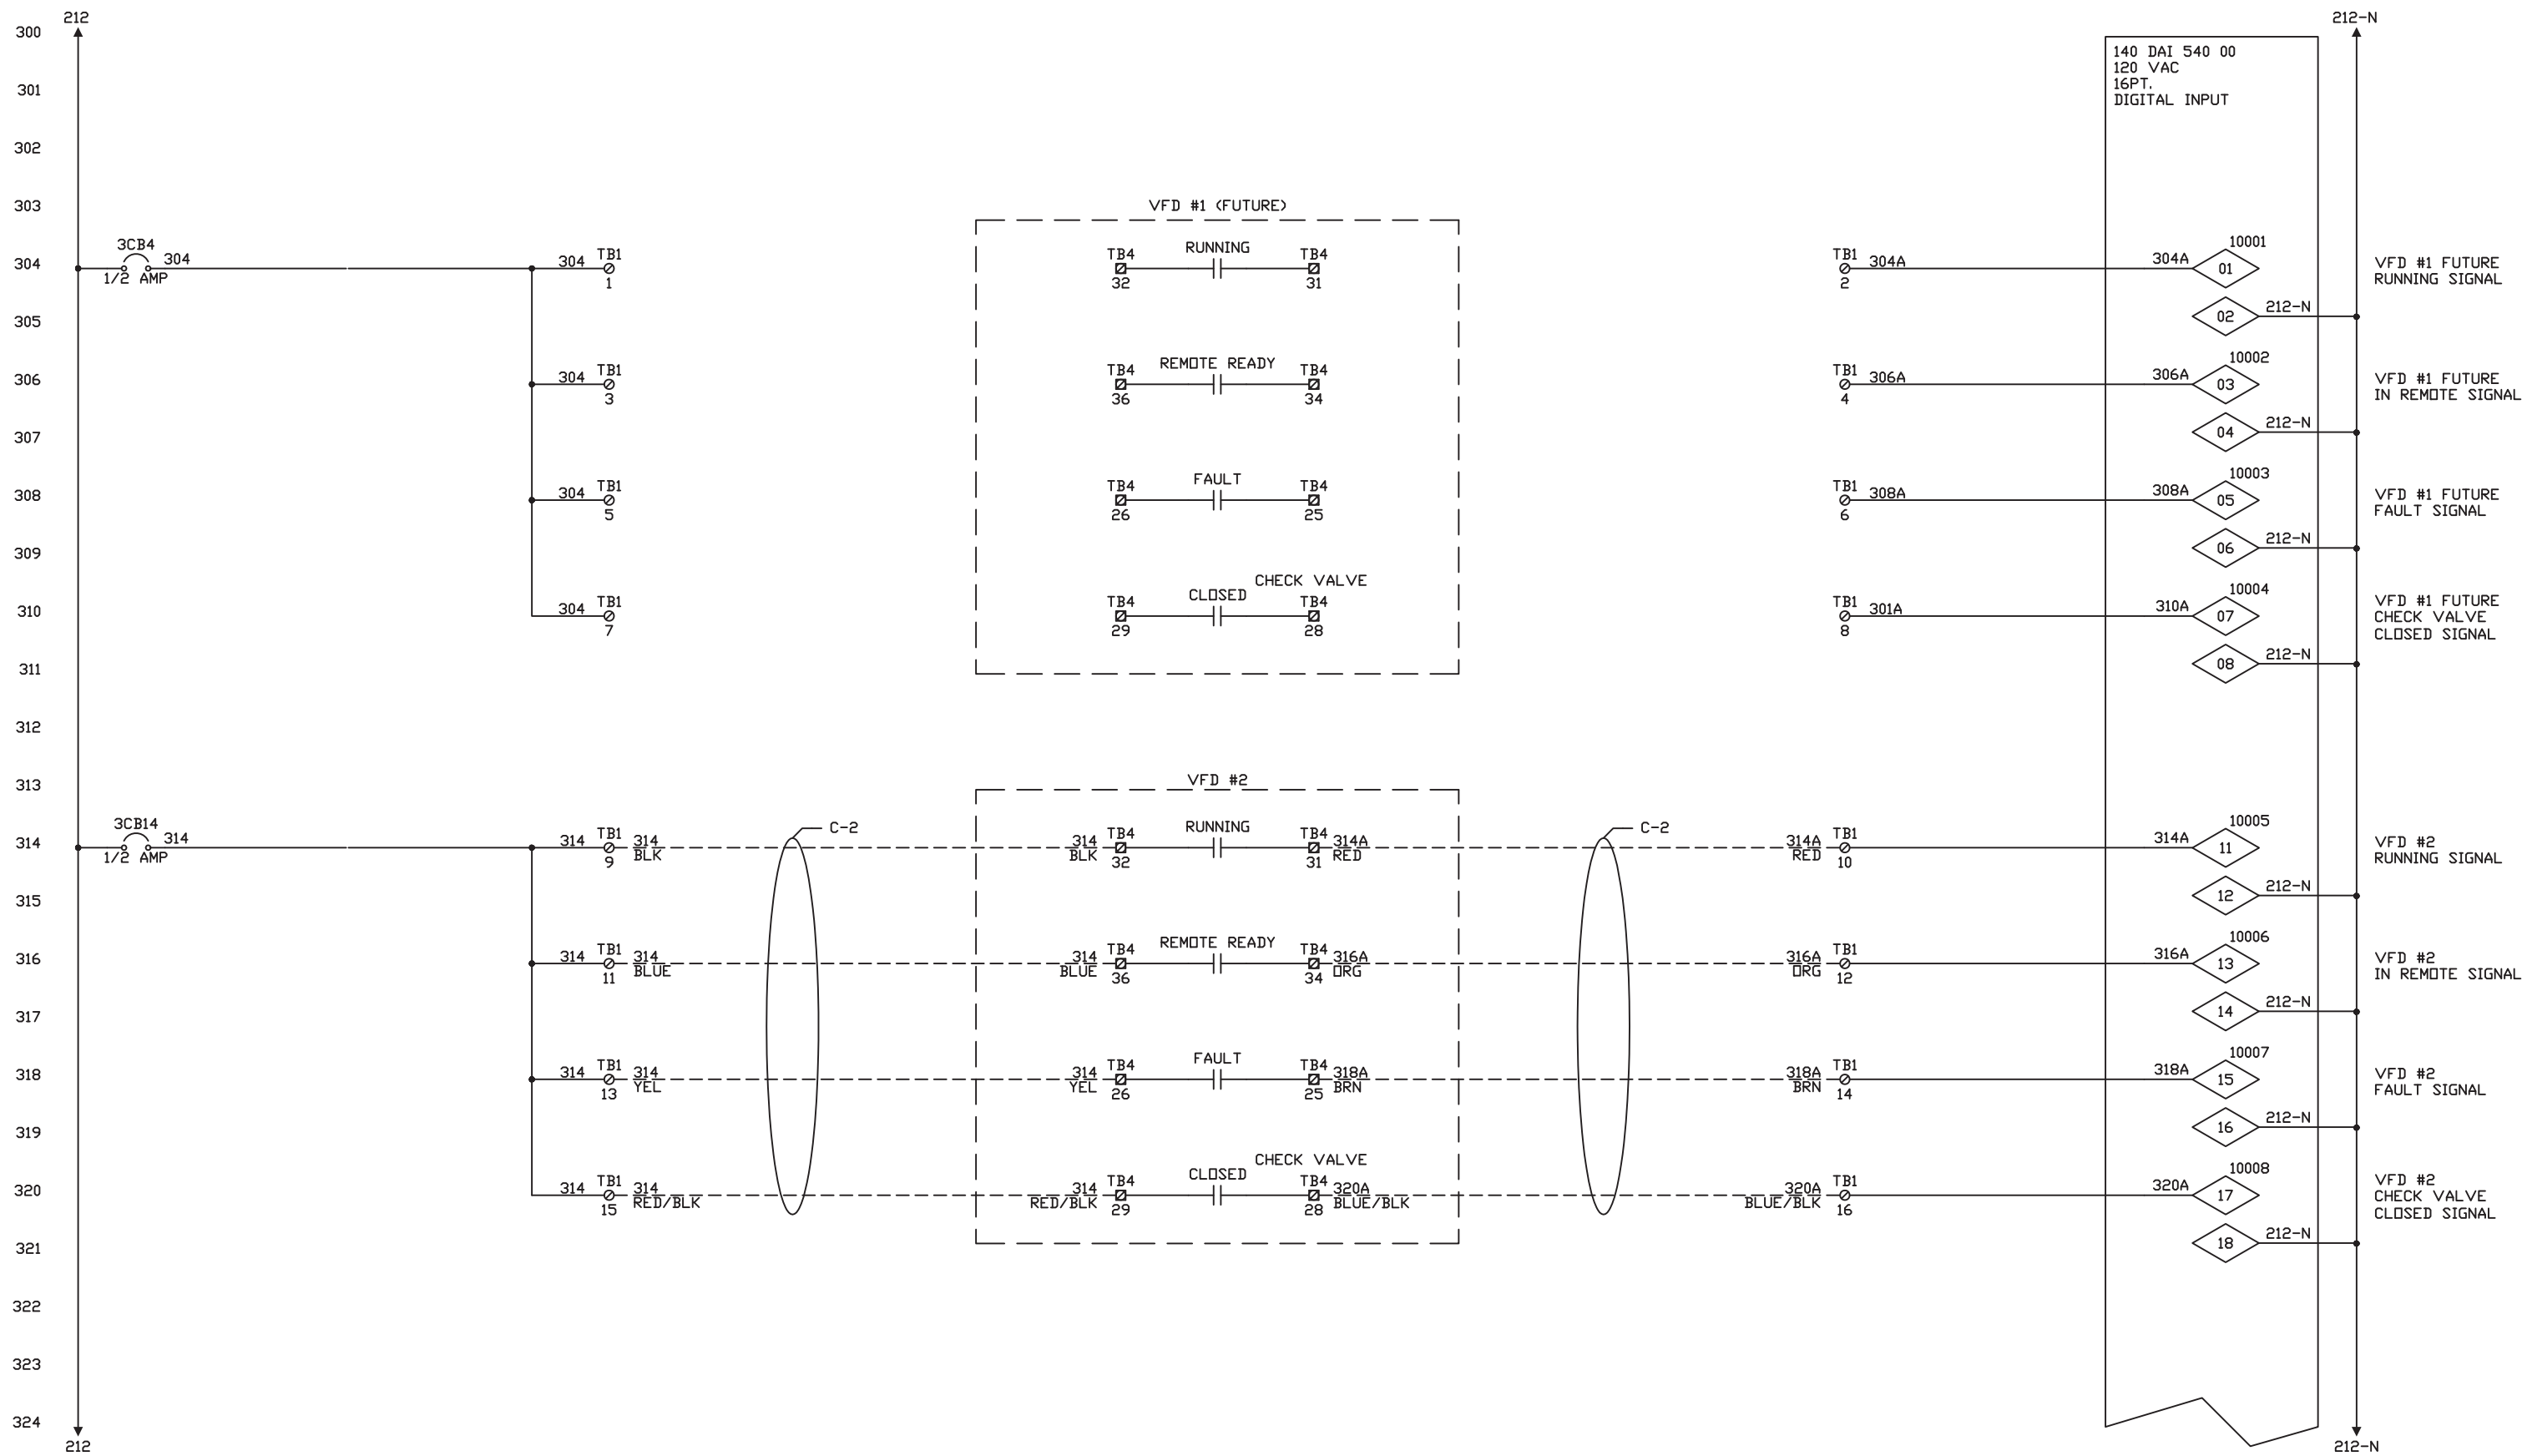 212
212-N
300
140 DAI 540 00
120 VAC
16PT.
DIGITAL INPUT
301
302
303
VFD #1 (FUTURE)
304
3CB4
1/2 AMP
304
304
TB1
1
TB4
32
RUNNING
TB4
31
TB1
2
304A
304A
10001
01
VFD #1 FUTURE
RUNNING SIGNAL
305
02
212-N
306
304
TB1
3
TB4
36
REMOTE READY
TB4
34
TB1
4
306A
306A
10002
03
VFD #1 FUTURE
IN REMOTE SIGNAL
307
04
212-N
308
304
TB1
5
TB4
26
FAULT
TB4
25
TB1
6
308A
308A
10003
05
VFD #1 FUTURE
FAULT SIGNAL
309
06
212-N
310
304
TB1
7
TB4
29
CLOSED
CHECK VALVE
TB4
28
TB1
8
301A
310A
10004
07
VFD #1 FUTURE
CHECK VALVE
CLOSED SIGNAL
311
08
212-N
312
313
VFD #2
314
3CB14
1/2 AMP
314
314
TB1
9
314
BLK
C-2
314
BLK
TB4
32
RUNNING
TB4
31
314A
RED
C-2
314A
RED
TB1
10
314A
10005
11
VFD #2
RUNNING SIGNAL
315
12
212-N
316
314
TB1
11
314
BLUE
314
BLUE
TB4
36
REMOTE READY
TB4
34
316A
ORG
316A
ORG
TB1
12
316A
10006
13
VFD #2
IN REMOTE SIGNAL
317
14
212-N
318
314
TB1
13
314
YEL
314
YEL
TB4
26
FAULT
TB4
25
318A
BRN
318A
BRN
TB1
14
318A
10007
15
VFD #2
FAULT SIGNAL
319
16
212-N
320
314
TB1
15
314
RED/BLK
314
RED/BLK
TB4
29
CLOSED
CHECK VALVE
TB4
28
320A
BLUE/BLK
320A
BLUE/BLK
TB1
16
320A
10008
17
VFD #2
CHECK VALVE
CLOSED SIGNAL
321
18
212-N
322
323
324
212
212-N